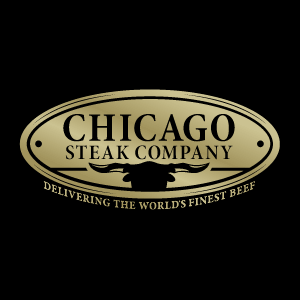 CHICAGO
STEAK COMPANY
DELIVERING THE WORLD'S FINEST BEEF